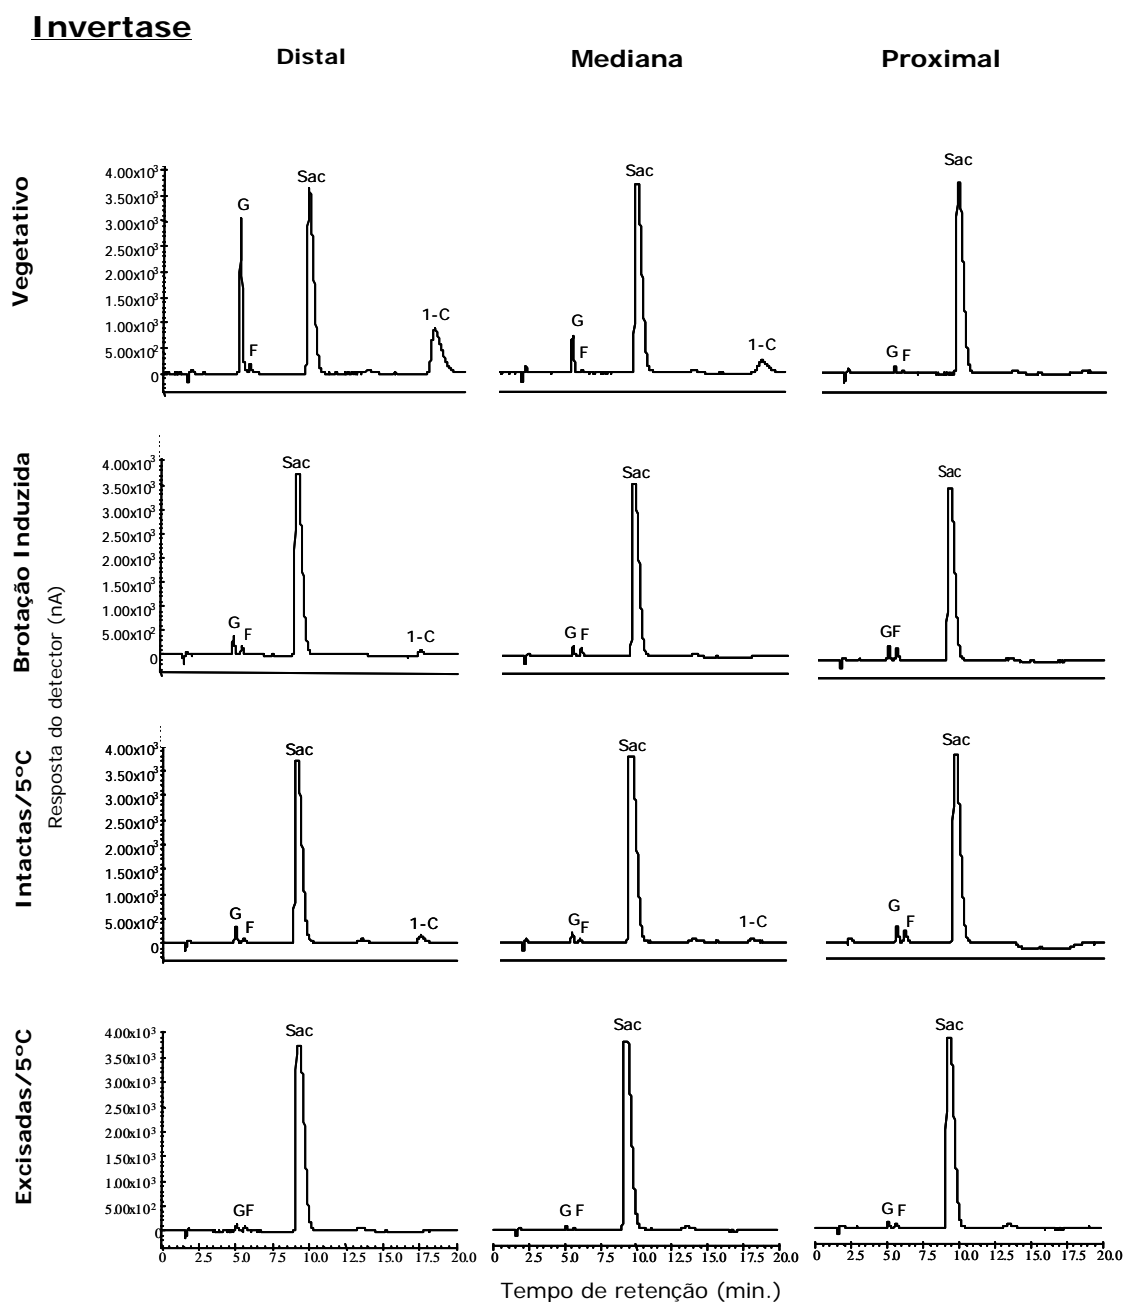 Invertase
Distal Mediana Proximal
Vegetativo
4.00x10³
3.50x10³
3.00x10³
2.50x10³
2.00x10³
1.50x10³
1.00x10³
5.00x10²
0
G F Sac 1-C
G F Sac 1-C
G F Sac
Brotação Induzida
4.00x10³
3.50x10³
3.00x10³
2.50x10³
2.00x10³
1.50x10³
1.00x10³
5.00x10²
0
G F Sac 1-C
G F Sac
GF Sac
Resposta do detector (nA)
Intactas/5°C
4.00x10³
3.50x10³
3.00x10³
2.50x10³
2.00x10³
1.50x10³
1.00x10³
5.00x10²
0
G F Sac 1-C
G F Sac 1-C
G F Sac
Excisadas/5°C
4.00x10³
3.50x10³
3.00x10³
2.50x10³
2.00x10³
1.50x10³
1.00x10³
5.00x10²
0
GF Sac
G F Sac
G F Sac
0 2.5 5.0 7.5 10.0 12.5 15.0 17.5 20.0
0 2.5 5.0 7.5 10.0 12.5 15.0 17.5 20.0
0 2.5 5.0 7.5 10.0 12.5 15.0 17.5 20.0
Tempo de retenção (min.)